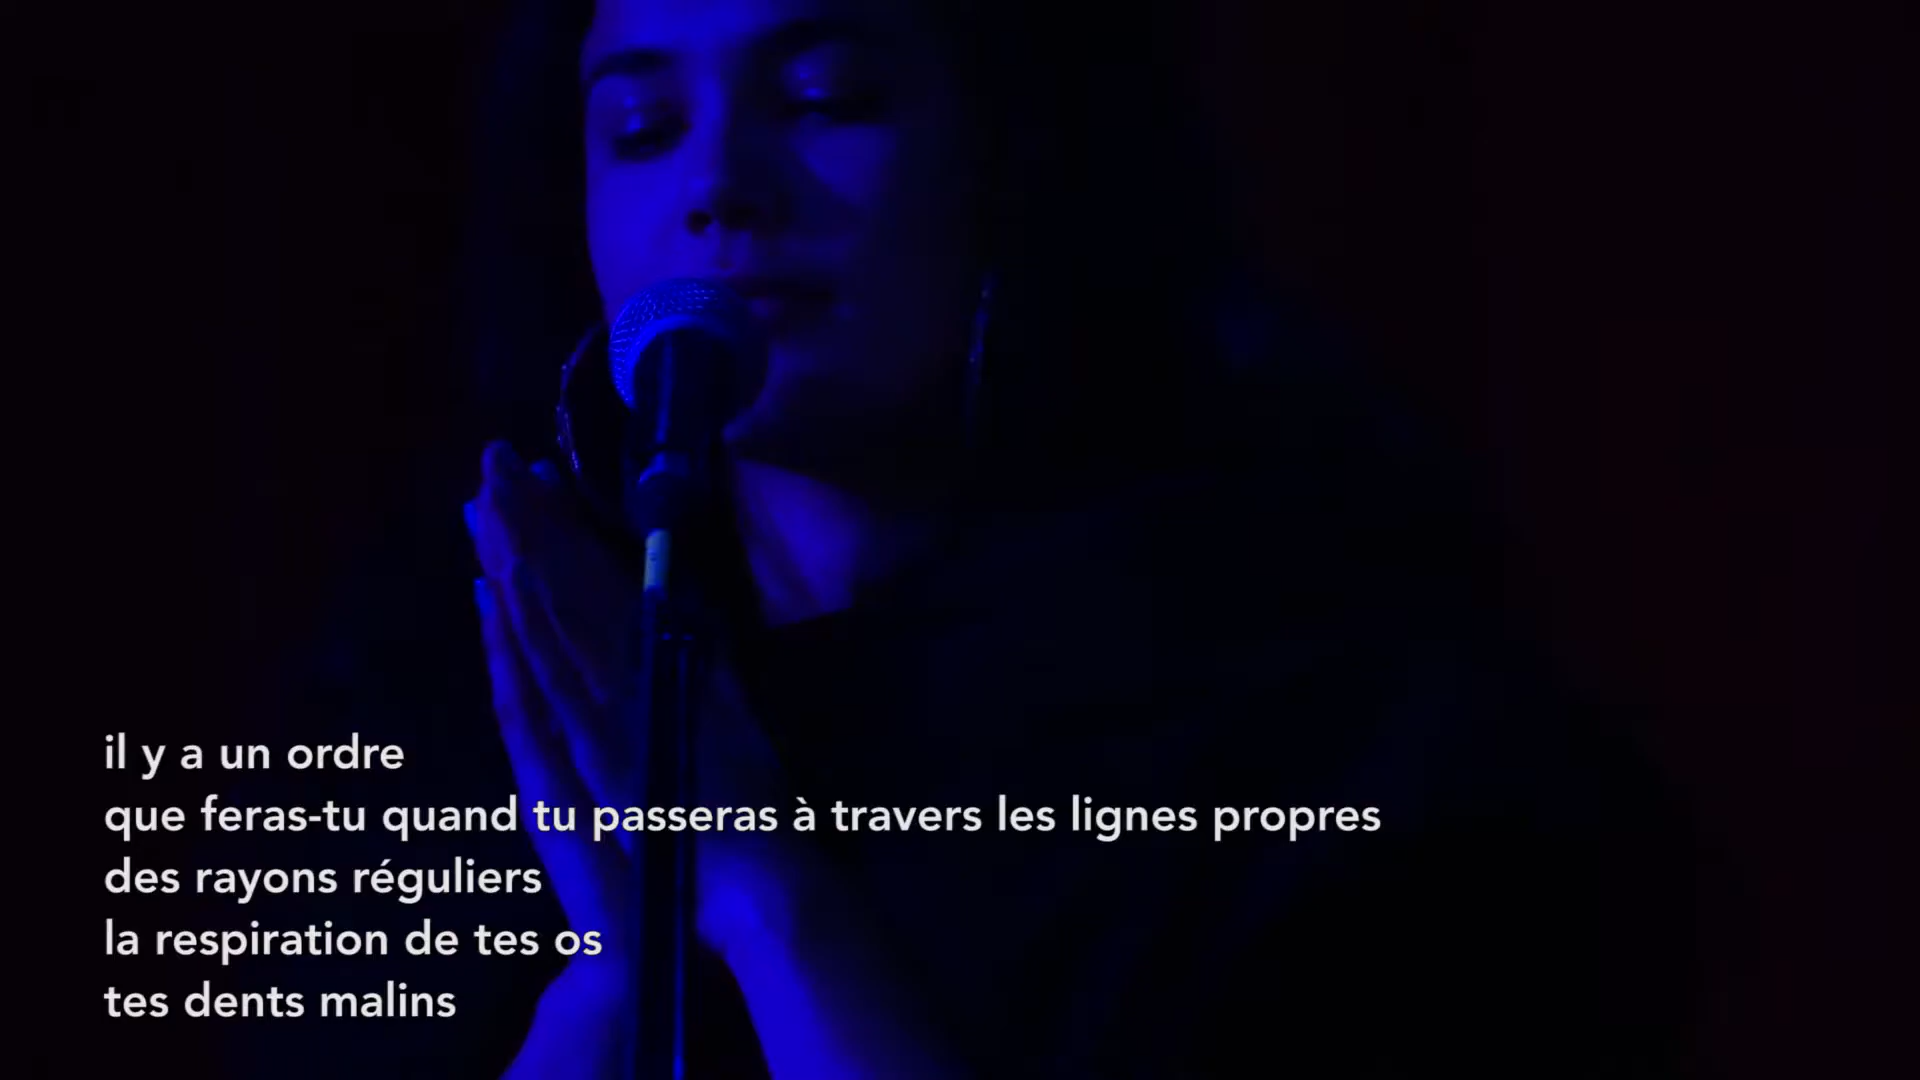 il y a un ordre
que feras-tu quand tu passeras à travers les lignes propres
des rayons réguliers
la respiration de tes os
tes dents malins